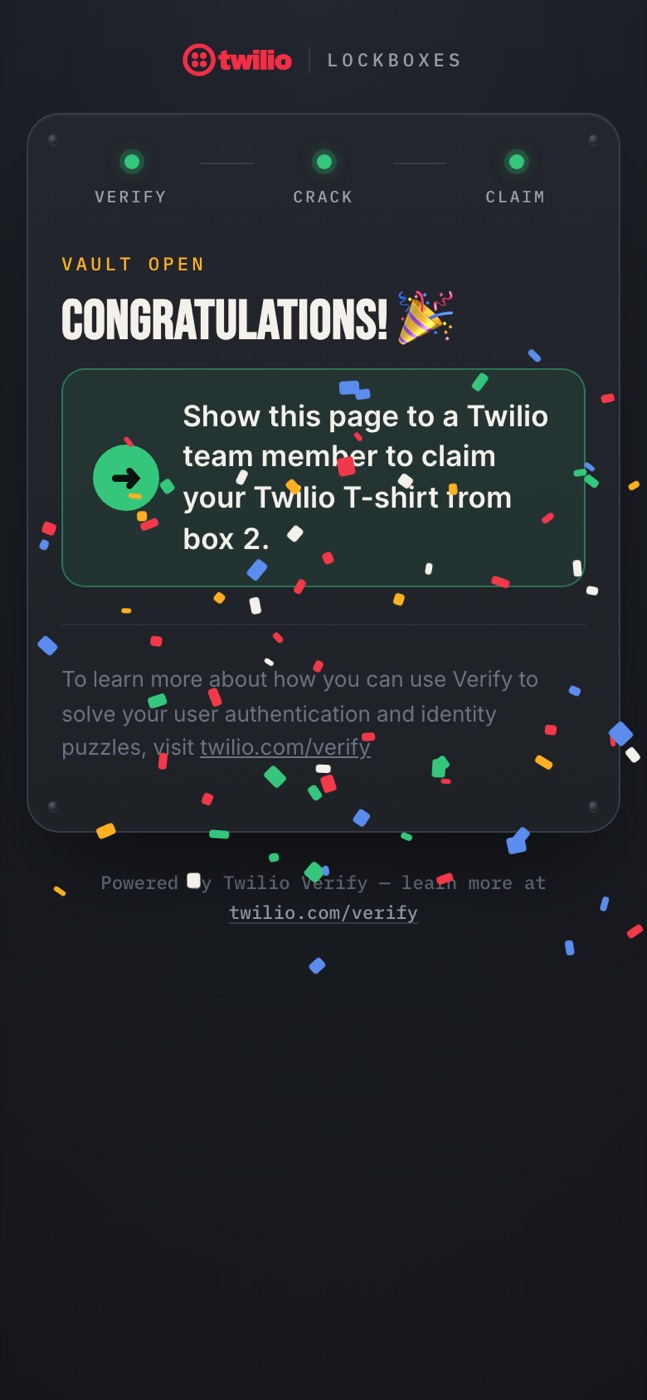 twilio LOCKBOXES
VERIFY CRACK CLAIM
VAULT OPEN
CONGRATULATIONS!
Show this page to a Twilio
team member to claim
your Twilio T-shirt from
box 2.
To learn more about how you can use Verify to
solve your user authentication and identity
puzzles, visit twilio.com/verify
Powered by Twilio Verify — learn more at
twilio.com/verify